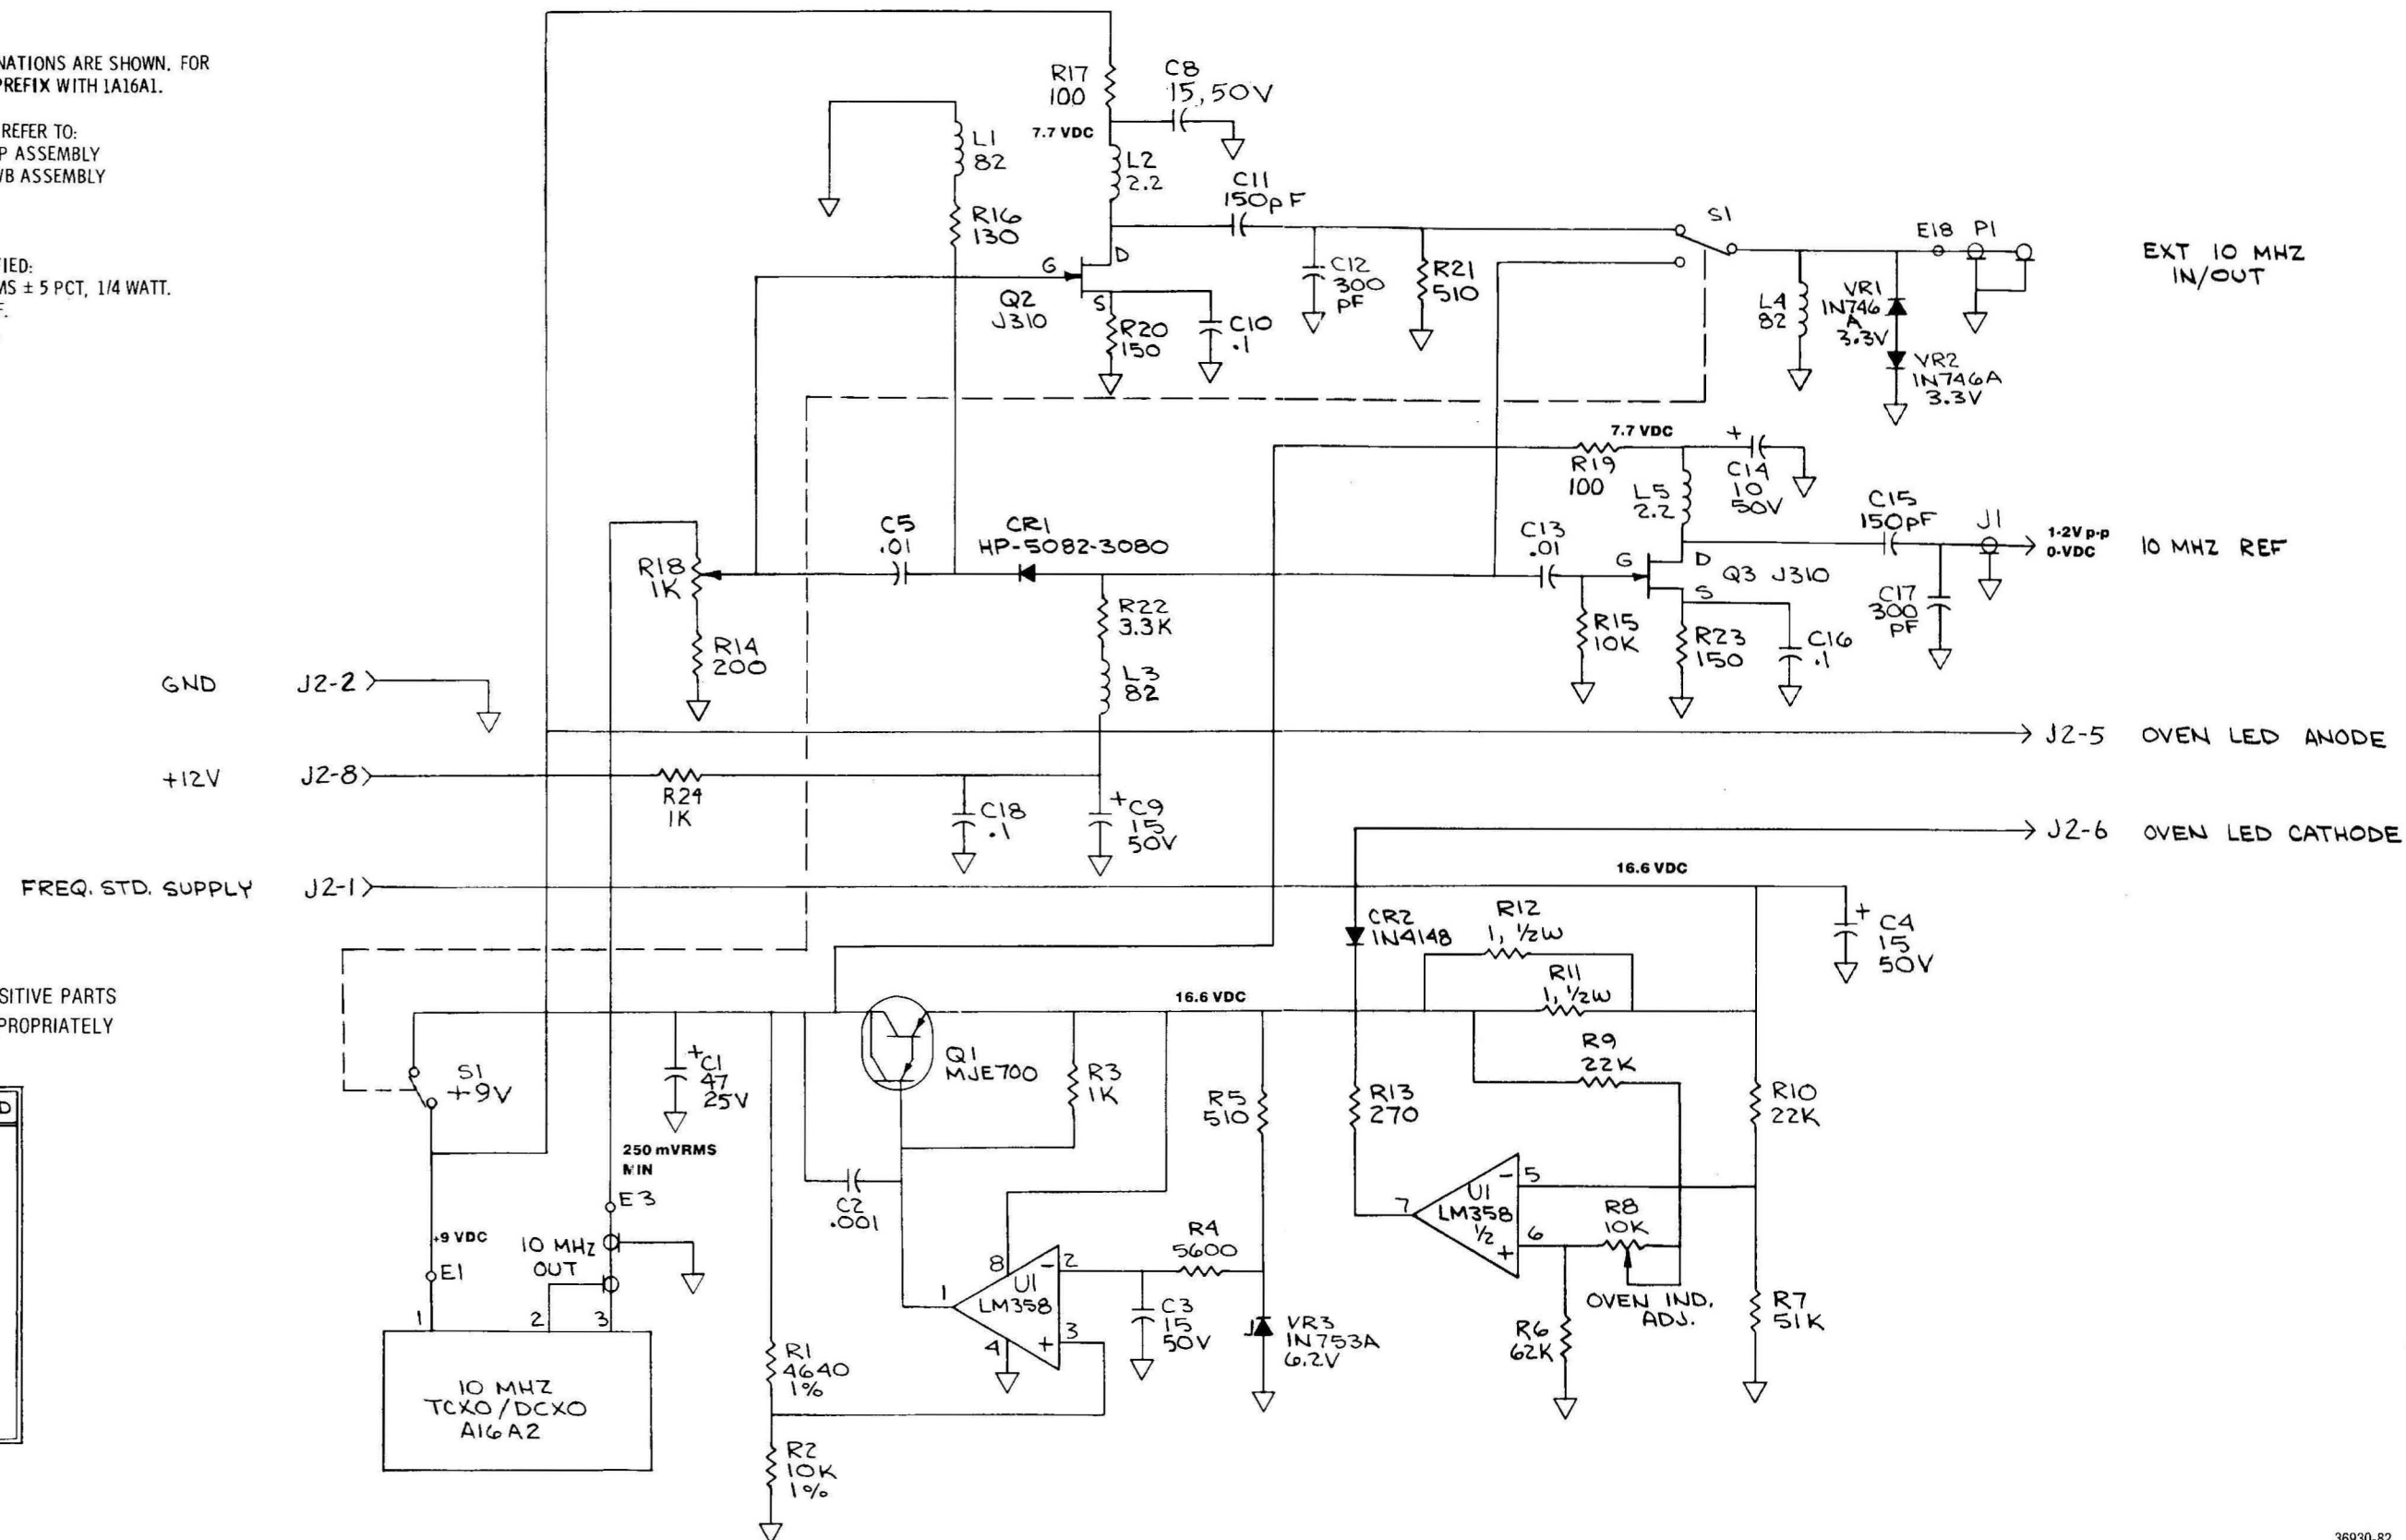 NATIONS ARE SHOWN. FOR
PREFIX WITH 1A16A1.
REFER TO:
P ASSEMBLY
VB ASSEMBLY
FIED:
MS ± 5 PCT, 1/4 WATT.
F.
R17
100
C8
15, 50V
7.7 VDC
L1
82
L2
2.2
R16
130
C11
150pF
G
D
S
Q2
J310
R20
150
C10
.1
C12
300
PF
R21
510
S1
L4
82
VR1
1N746
A
3.3V
VR2
1N746A
3.3V
E18
P1
EXT 10 MHZ
IN/OUT
7.7 VDC
R19
100
+
C14
10
50V
L5
2.2
C15
150pF
J1
1-2V p-p
0-VDC
10 MHZ REF
C13
.01
G
D
S
Q3 J310
C17
300
PF
R15
10K
R23
150
C16
.1
C5
.01
CR1
HP-5082-3080
R18
1K
R14
200
R22
3.3K
L3
82
GND
J2-2
J2-5
OVEN LED ANODE
+12V
J2-8
R24
1K
C18
.1
+
C9
15
50V
J2-6
OVEN LED CATHODE
FREQ. STD. SUPPLY
J2-1
16.6 VDC
CR2
1N4148
R12
1, 1/2W
R11
1, 1/2W
+
C4
15
50V
SITIVE PARTS
PROPRIATELY
D
16.6 VDC
S1
+9V
+
C1
47
25V
Q1
MJE700
R3
1K
R5
510
R13
270
R9
22K
R10
22K
250 mVRMS
MIN
E3
C2
.001
+9 VDC
E1
10 MHZ
OUT
1
2
3
10 MHZ
TCXO/DCXO
A16A2
R1
4640
1%
R2
10K
1%
8
U1
LM358
1
2
3
4
-
+
R4
5600
C3
15
50V
VR3
1N753A
6.2V
7
U1
LM358
1/2
5
6
-
+
R8
10K
OVEN IND.
ADJ.
R6
62K
R7
51K
36930-82